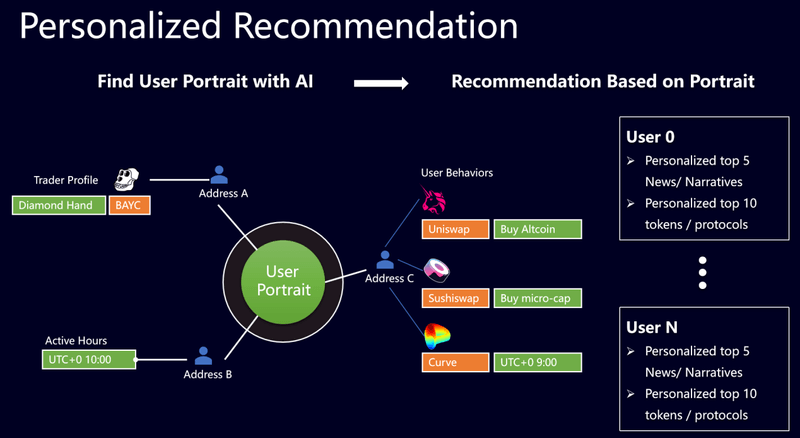 Personalized Recommendation
Find User Portrait with AI
Recommendation Based on Portrait
Trader Profile
Diamond Hand
BAYC
Address A
User
Portrait
Active Hours
UTC+0 10:00
Address B
Address C
User Behaviors
Uniswap
Buy Altcoin
Sushiswap
Buy micro-cap
Curve
UTC+0 9:00
User 0
➢ Personalized top 5
News/ Narratives
➢ Personalized top 10
tokens / protocols
User N
➢ Personalized top 5
News/ Narratives
➢ Personalized top 10
tokens / protocols